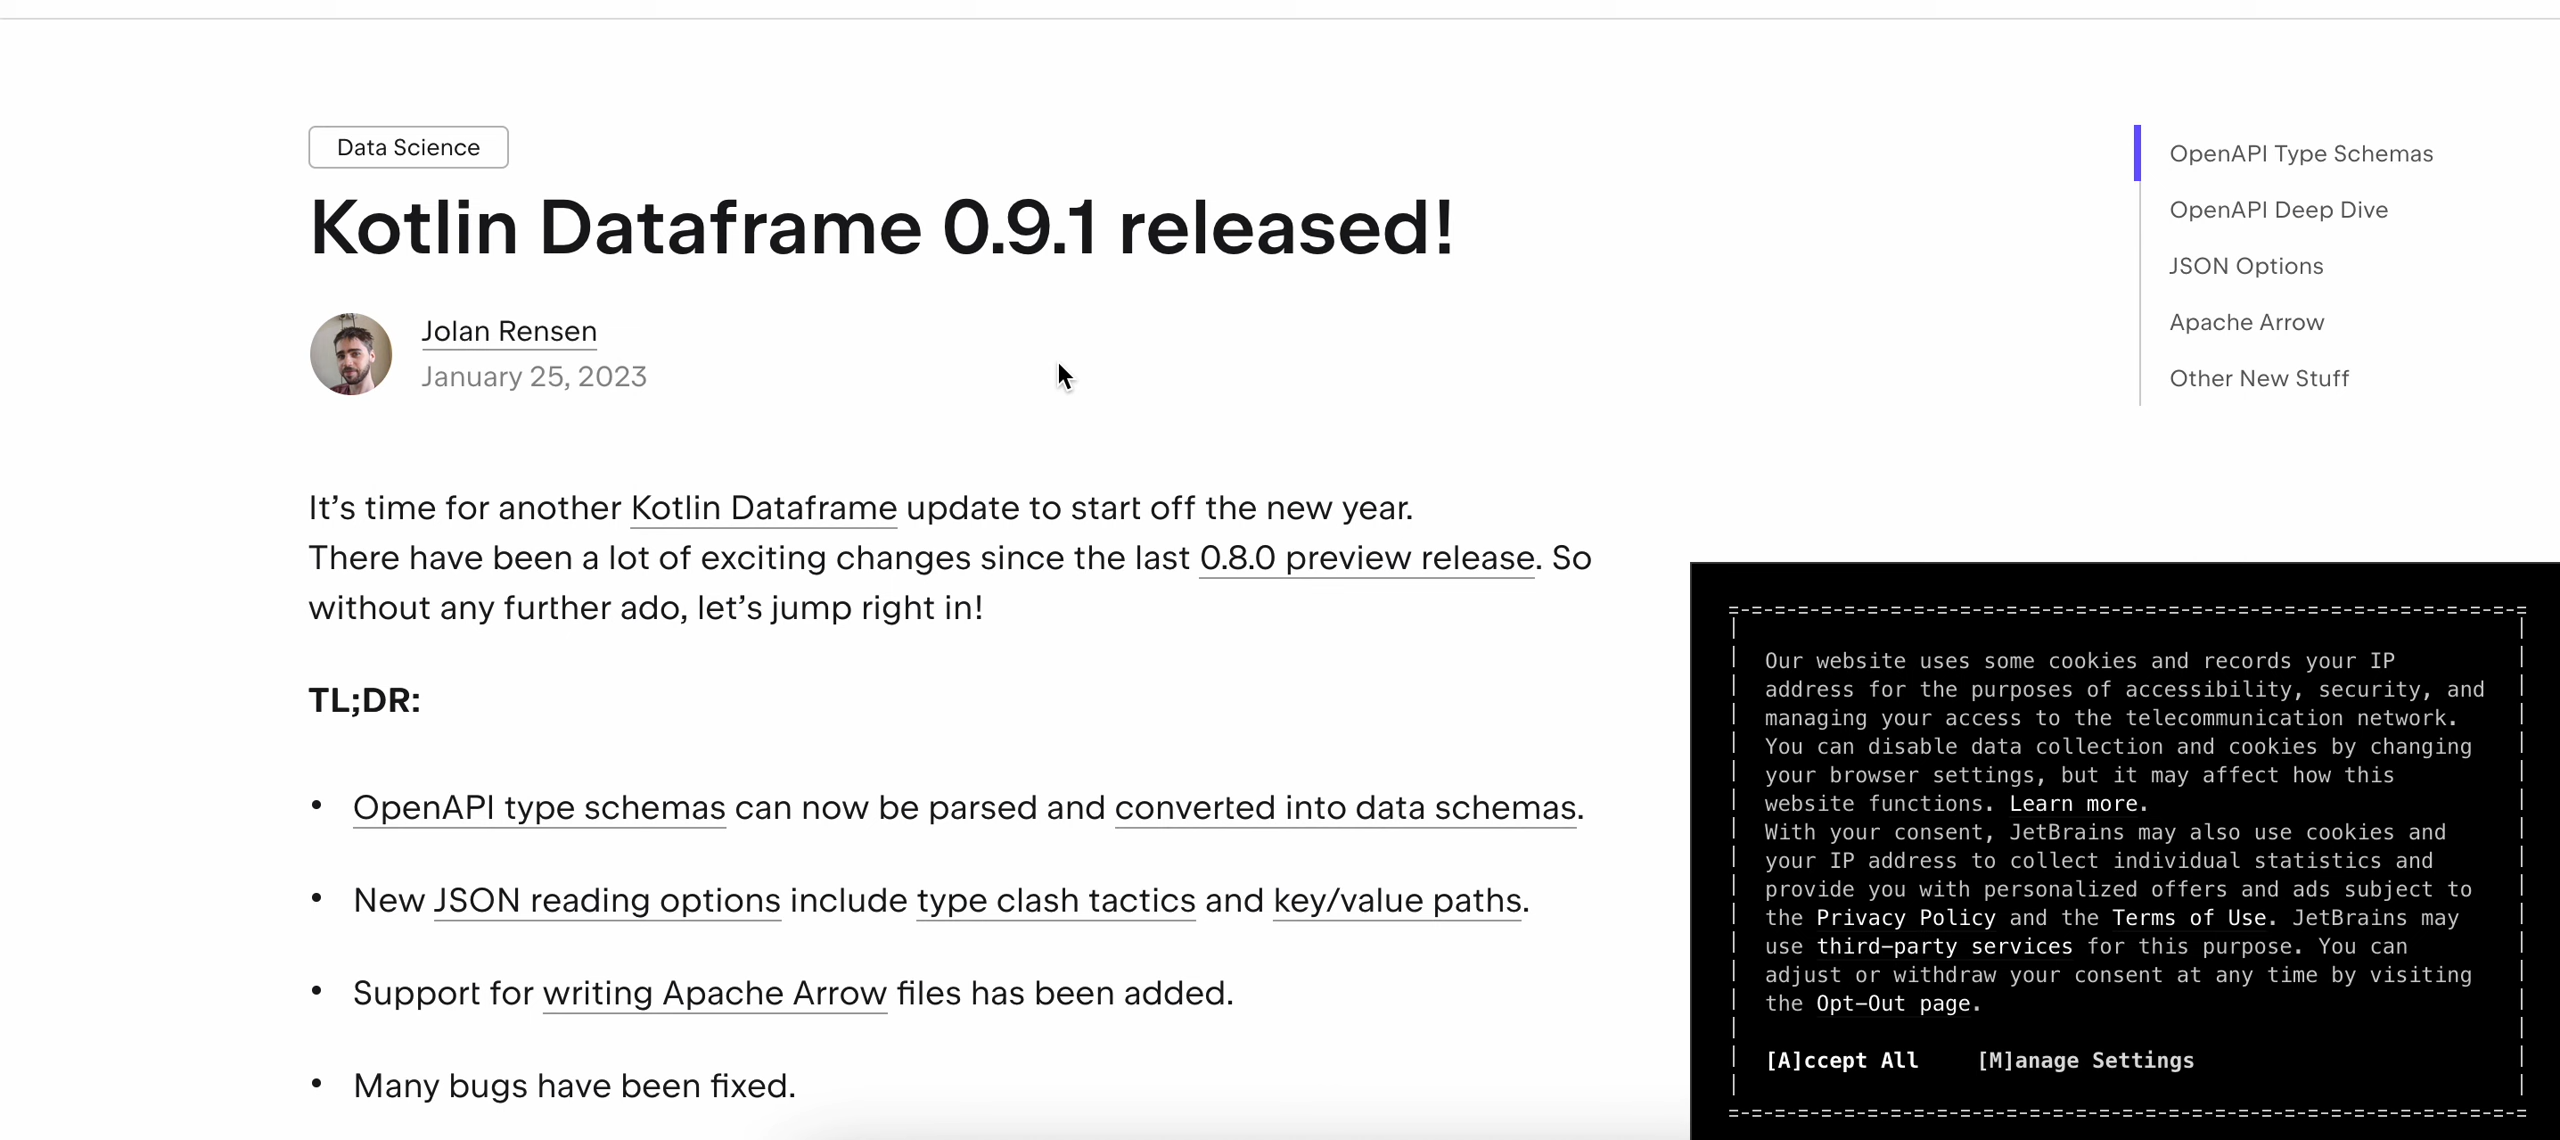 Data Science
Kotlin Dataframe 0.9.1 released!
Jolan Rensen
January 25, 2023
It’s time for another Kotlin Dataframe update to start off the new year.
There have been a lot of exciting changes since the last 0.8.0 preview release. So
without any further ado, let’s jump right in!
TL;DR:
• OpenAPI type schemas can now be parsed and converted into data schemas.
• New JSON reading options include type clash tactics and key/value paths.
• Support for writing Apache Arrow files has been added.
• Many bugs have been fixed.
OpenAPI Type Schemas
OpenAPI Deep Dive
JSON Options
Apache Arrow
Other New Stuff
Our website uses some cookies and records your IP
address for the purposes of accessibility, security, and
managing your access to the telecommunication network.
You can disable data collection and cookies by changing
your browser settings, but it may affect how this
website functions. Learn more.
With your consent, JetBrains may also use cookies and
your IP address to collect individual statistics and
provide you with personalized offers and ads subject to
the Privacy Policy and the Terms of Use. JetBrains may
use third-party services for this purpose. You can
adjust or withdraw your consent at any time by visiting
the Opt-Out page.
[A]ccept All [M]anage Settings